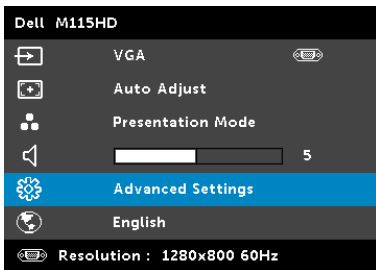 Dell M115HD
VGA
Auto Adjust
Presentation Mode
5
Advanced Settings
English
Resolution : 1280x800 60Hz